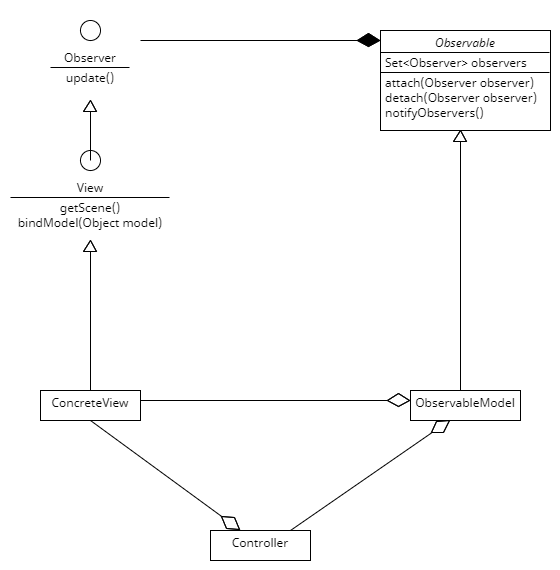 Observer
update()
Observable
Set<Observer> observers
attach(Observer observer)
detach(Observer observer)
notifyObservers()
View
getScene()
bindModel(Object model)
ConcreteView
ObservableModel
Controller